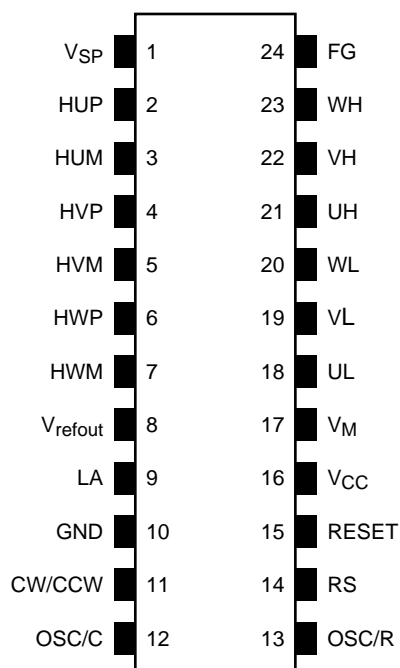 VSP 1 24 FG
HUP 2 23 WH
HUM 3 22 VH
HVP 4 21 UH
HVM 5 20 WL
HWP 6 19 VL
HWM 7 18 UL
Vrefout 8 17 VM
LA 9 16 VCC
GND 10 15 RESET
CW/CCW 11 14 RS
OSC/C 12 13 OSC/R